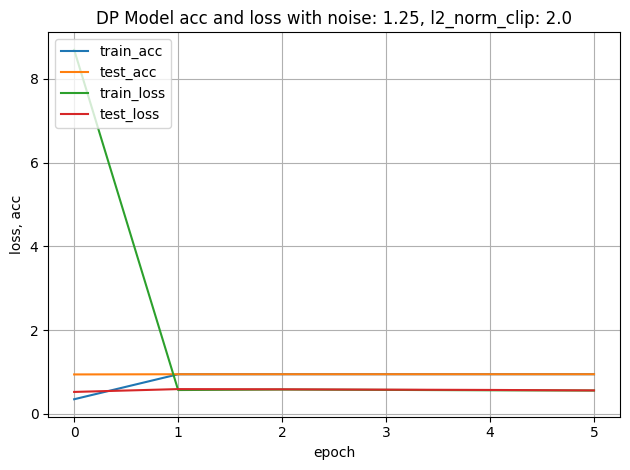 DP Model acc and loss with noise: 1.25, l2_norm_clip: 2.0
train_acc
test_acc
train_loss
test_loss
8
6
4
2
0
loss, acc
0 1 2 3 4 5
epoch